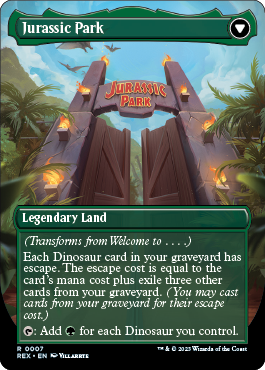 Jurassic Park
JURASSIC
PARK
Legendary Land
(Transforms from Welcome to . . . .)
Each Dinosaur card in your graveyard has
escape. The escape cost is equal to the
card's mana cost plus exile three other
cards from your graveyard. (You may cast
cards from your graveyard for their escape
cost.)
: Add for each Dinosaur you control.
R 0007
REX • EN VILLARRTE
™ & © 2023 Wizards of the Coast